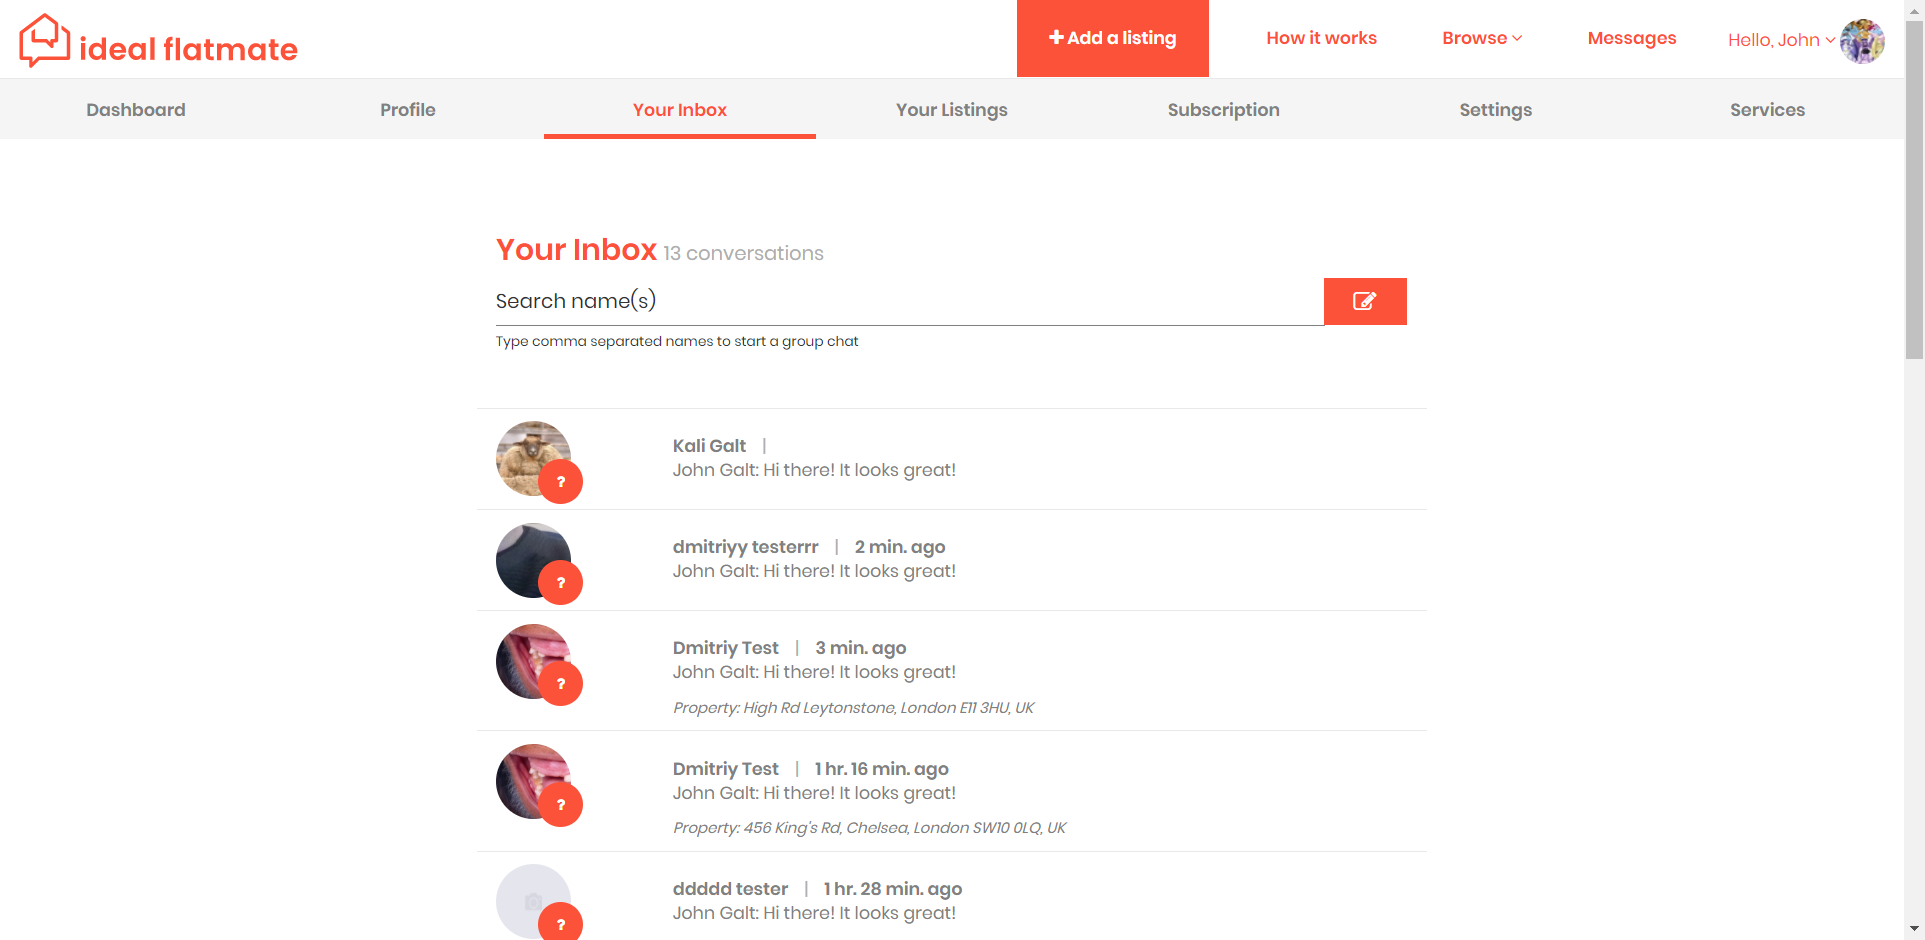 ideal flatmate
Add a listing
How it works
Browse
Messages
Hello, John
Dashboard
Profile
Your Inbox
Your Listings
Subscription
Settings
Services
Your Inbox 13 conversations
Search name(s)
Type comma separated names to start a group chat
Kali Galt |
John Galt: Hi there! It looks great!
?
dmitriyy testerrr | 2 min. ago
John Galt: Hi there! It looks great!
?
Dmitriy Test | 3 min. ago
John Galt: Hi there! It looks great!
?
Property: High Rd Leytonstone, London E11 3HU, UK
Dmitriy Test | 1 hr. 16 min. ago
John Galt: Hi there! It looks great!
?
Property: 456 King's Rd, Chelsea, London SW10 0LQ, UK
ddddd tester | 1 hr. 28 min. ago
John Galt: Hi there! It looks great!
?